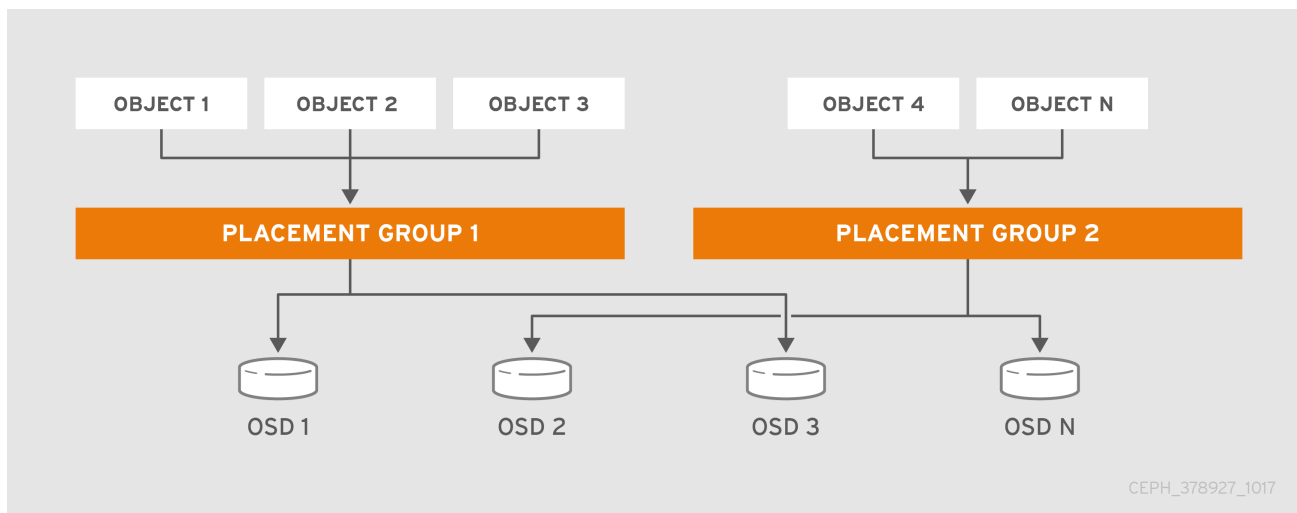 OBJECT 1
OBJECT 2
OBJECT 3
OBJECT 4
OBJECT N
PLACEMENT GROUP 1
PLACEMENT GROUP 2
OSD 1
OSD 2
OSD 3
OSD N
CEPH_378927_1017